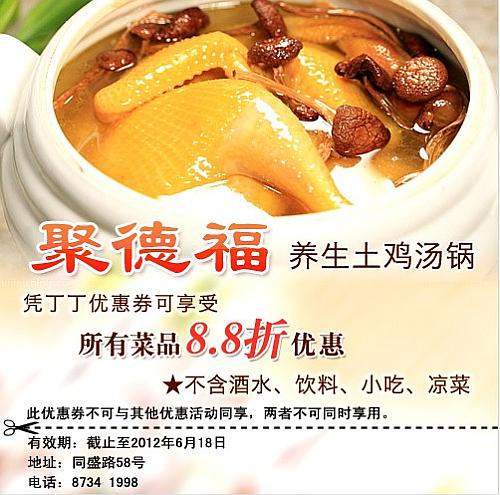 聚德福 养生土鸡汤锅
凭丁丁优惠券可享受
所有菜品8.8折优惠
★不含酒水、饮料、小吃、凉菜
此优惠券不可与其他优惠活动同享，两者不可同时享用。
有效期：截止至2012年6月18日
地址：同盛路58号
电话：8734 1998